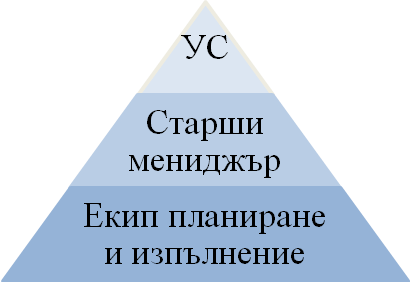 УС
Старши
мениджър
Екип планиране
и изпълнение